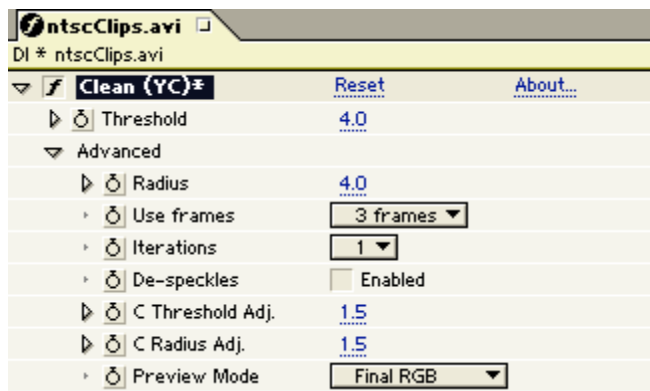 ntscClips.avi
DI * ntscClips.avi
Clean (YC)* Reset About...
Threshold 4.0
Advanced
Radius 4.0
Use frames 3 frames
Iterations 1
De-speckles Enabled
C Threshold Adj. 1.5
C Radius Adj. 1.5
Preview Mode Final RGB